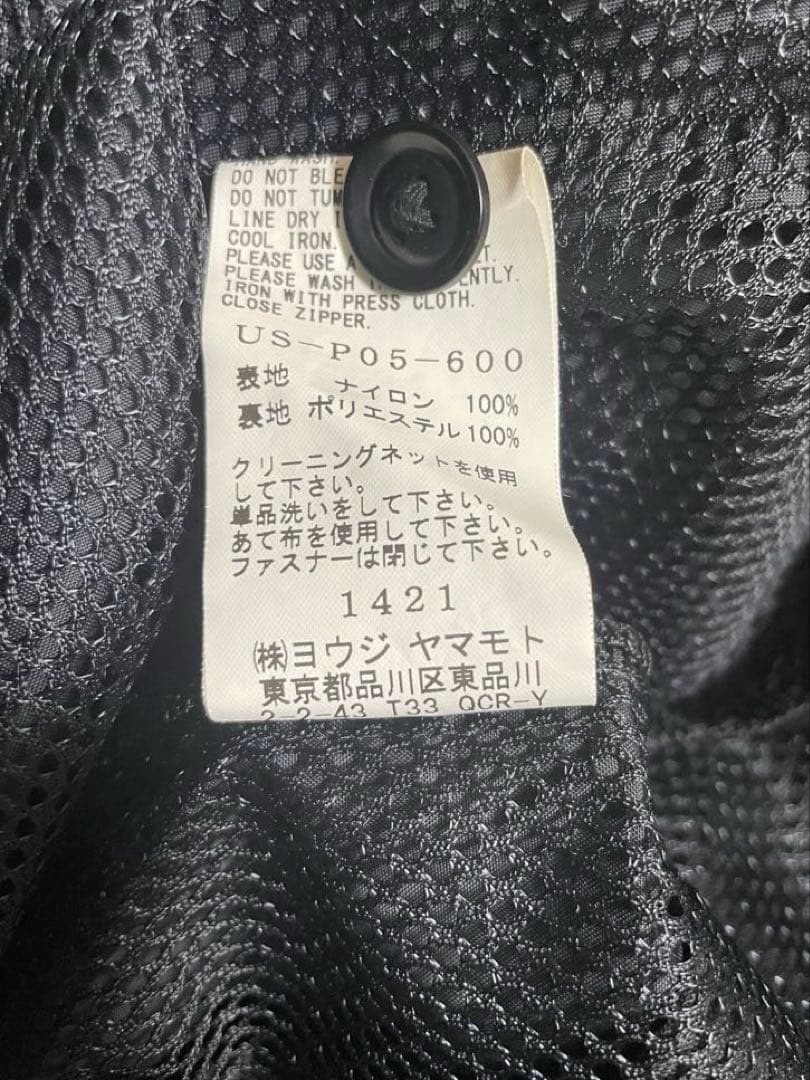 DO NOT
DO NOT
LINE DRY
COOL IRON.
PLEASE USE A
PLEASE WASH
IRON WITH PRESS CLOTH.
CLOSE ZIPPER.
US-P05-600
表地 ナイロン 100%
裏地 ポリエステル 100%
クリーニングネットを使用
して下さい。
単品洗いをして下さい。
あて布を使用して下さい。
ファスナーは閉じて下さい。
1421
㈱ヨウジ ヤマモト
東京都品川区東品川
2-2-43 T33 QCR-Y